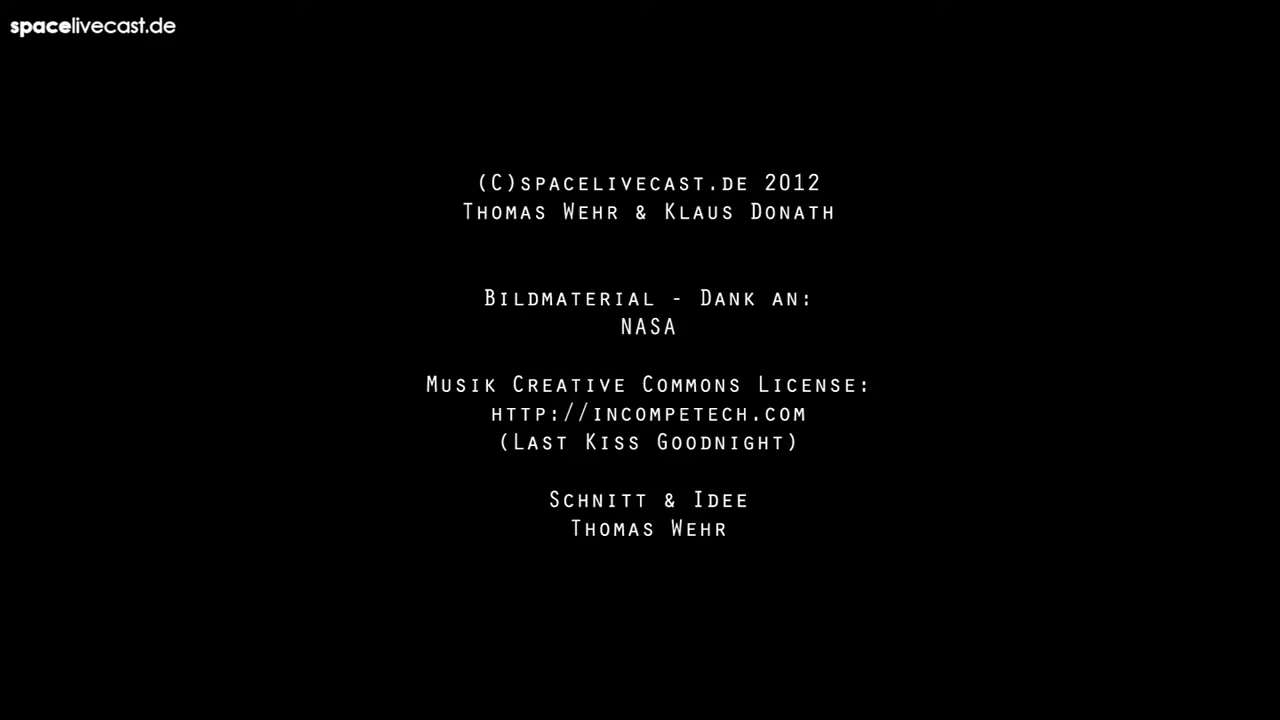 spacelivecast.de
(C)spacelivecast.de 2012
Thomas Wehr & Klaus Donath
Bildmaterial - Dank an:
NASA
Musik Creative Commons License:
http://incompetech.com
(Last Kiss Goodnight)
Schnitt & Idee
Thomas Wehr